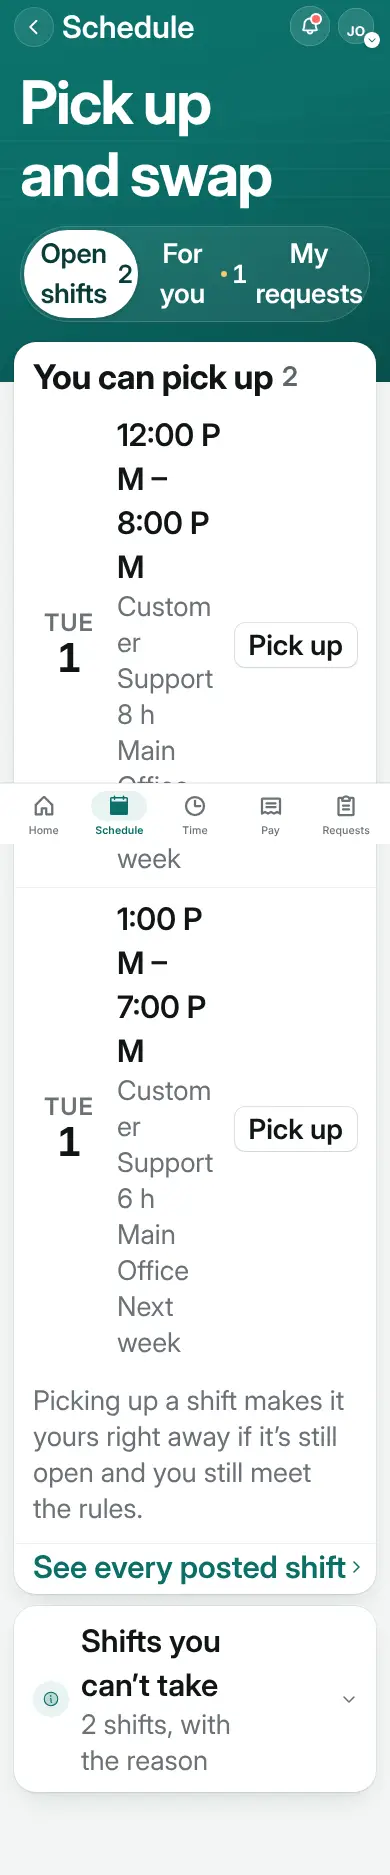 Schedule
JO
Pick up
and swap
Open
shifts
2
For
you
1
My
requests
You can pick up 2
12:00 P
M –
8:00 P
M
TUE
1
Custom
er
Support
8 h
Main
Pick up
Home
Schedule
Time
Pay
Requests
week
1:00 P
M –
7:00 P
M
TUE
1
Custom
er
Support
6 h
Main
Office
Next
week
Pick up
Picking up a shift makes it
yours right away if it’s still
open and you still meet
the rules.
See every posted shift
Shifts you
can’t take
2 shifts, with
the reason